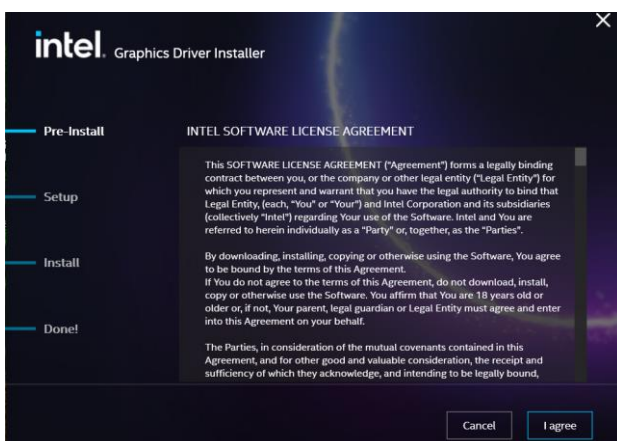 intel. Graphics Driver Installer
Pre-Install
Setup
Install
Done!
INTEL SOFTWARE LICENSE AGREEMENT
This SOFTWARE LICENSE AGREEMENT ("Agreement") forms a legally binding
contract between you, or the company or other legal entity ("Legal Entity") for
which you represent and warrant that you have the legal authority to bind that
Legal Entity, (each, "You" or "Your") and Intel Corporation and its subsidiaries
(collectively "Intel") regarding Your use of the Software. Intel and You are
referred to herein individually as a "Party" or, together, as the "Parties".
By downloading, installing, copying or otherwise using the Software, You agree
to be bound by the terms of this Agreement.
If You do not agree to the terms of this Agreement, do not download, install,
copy or otherwise use the Software. You affirm that You are 18 years old or
older or, if not, Your parent, legal guardian or Legal Entity must agree and enter
into this Agreement on your behalf.
The Parties, in consideration of the mutual covenants contained in this
Agreement, and for other good and valuable consideration, the receipt and
sufficiency of which they acknowledge, and intending to be legally bound,
Cancel
I agree